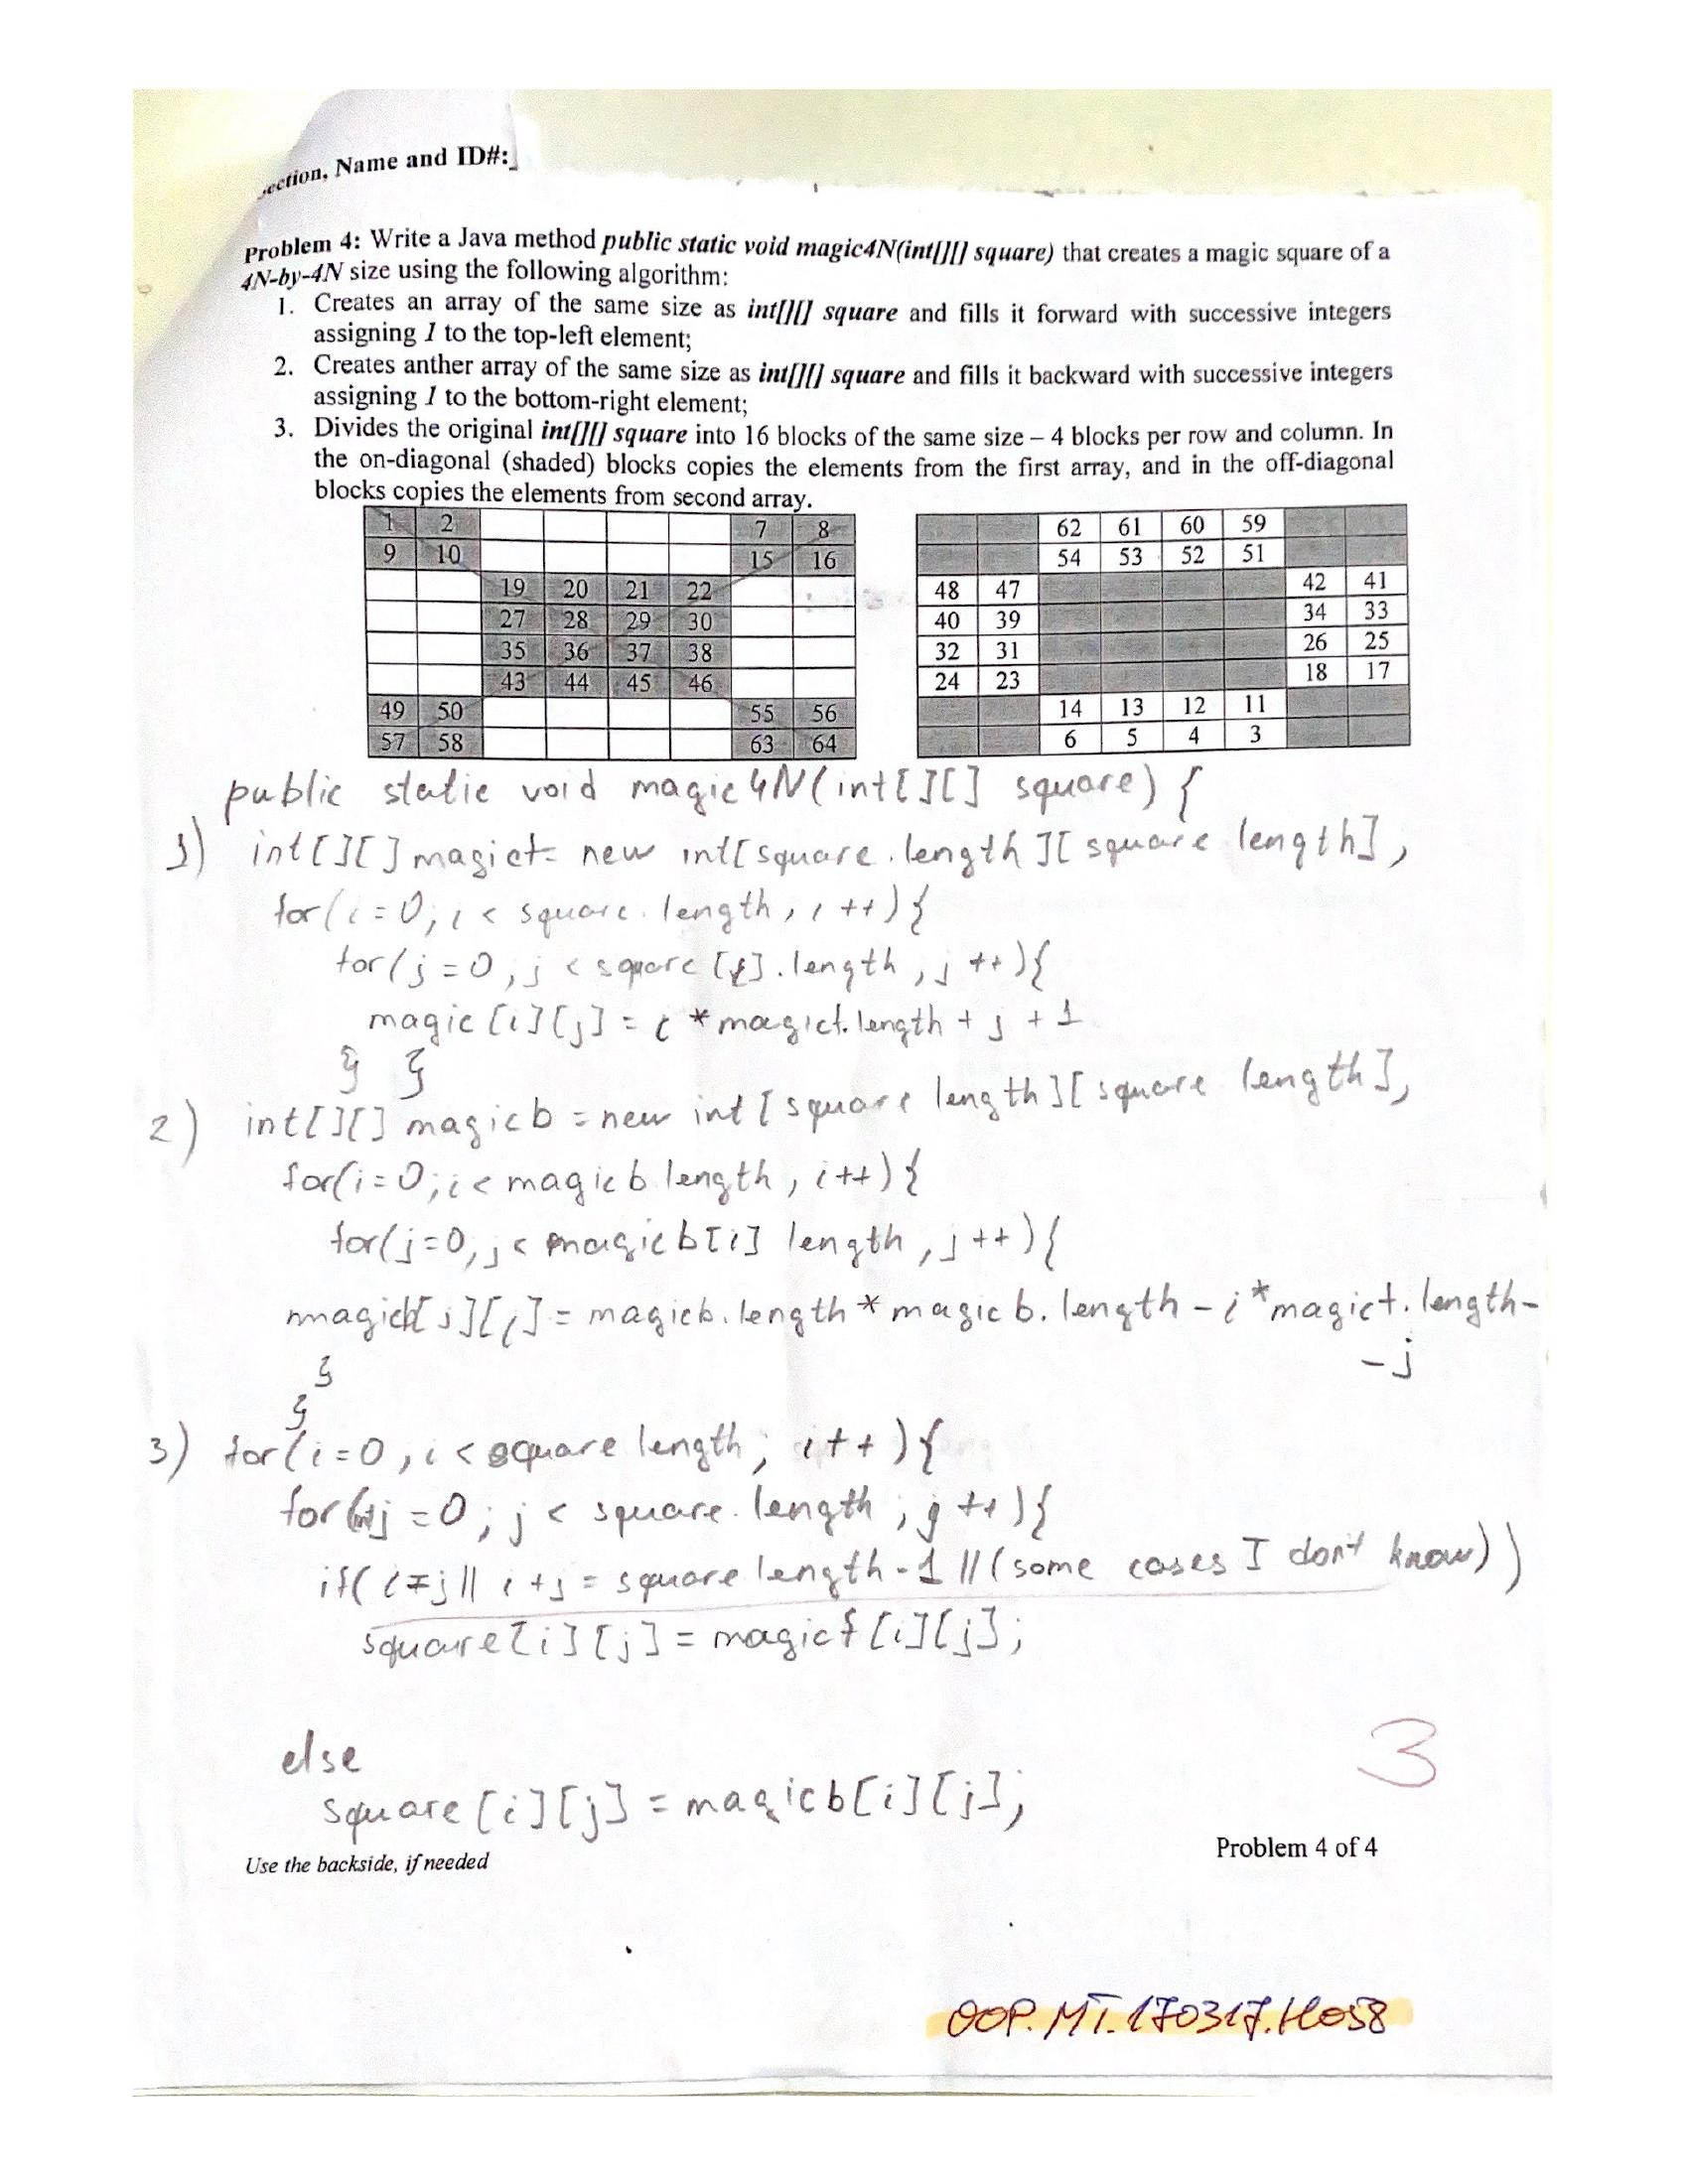 ection, Name and ID#:
Problem 4: Write a Java method public static void magic4N(int[][] square) that creates a magic square of a
4N-by-4N size using the following algorithm:
1. Creates an array of the same size as int[][] square and fills it forward with successive integers
assigning 1 to the top-left element;
2. Creates anther array of the same size as int[][] square and fills it backward with successive integers
assigning 1 to the bottom-right element;
3. Divides the original int[][] square into 16 blocks of the same size – 4 blocks per row and column. In
the on-diagonal (shaded) blocks copies the elements from the first array, and in the off-diagonal
blocks copies the elements from second array.
1 2 7 8 62 61 60 59
9 10 15 16 54 53 52 51
19 20 21 22 48 47 42 41
27 28 29 30 40 39 34 33
35 36 37 38 32 31 26 25
43 44 45 46 24 23 18 17
49 50 55 56 14 13 12 11
57 58 63 64 6 5 4 3
public static void magic4N(int[][] square) {
1) int[][] magict= new int[square.length][square length],
for(i=0; i < square.length, i++){
for(j=0, j < square[i].length, j++){
magic[i][j] = i * magict.length + j + 1
} }
2) int[][] magicb = new int[square length][square length],
for(i=0; i < magicb length, i++){
for(j=0, j < magicb[i] length, j++){
magicb[j][i] = magicb.length * magicb.length - i * magict.length-
- j
}
}
3) for(i=0, i < square length; i++){
for(int j=0; j < square.length; j++){
if( i=j || i+j = square length-1 || (some cases I dont know))
square[i][j] = magicf[i][j];
else
square[i][j] = magicb[i][j];
3
Use the backside, if needed
Problem 4 of 4
OOP.MT.170317.H058